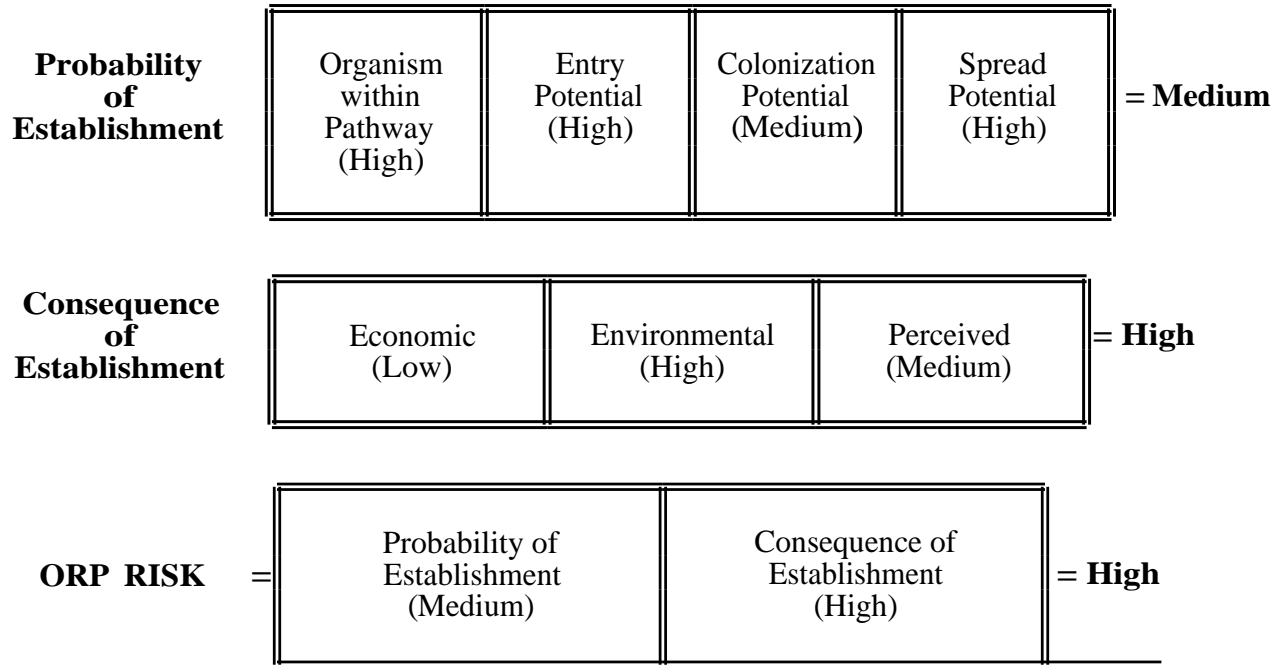 Probability
of
Establishment
Organism
within
Pathway
(High)
Entry
Potential
(High)
Colonization
Potential
(Medium)
Spread
Potential
(High)
= Medium
Consequence
of
Establishment
Economic
(Low)
Environmental
(High)
Perceived
(Medium)
= High
ORP RISK =
Probability of
Establishment
(Medium)
Consequence of
Establishment
(High)
= High